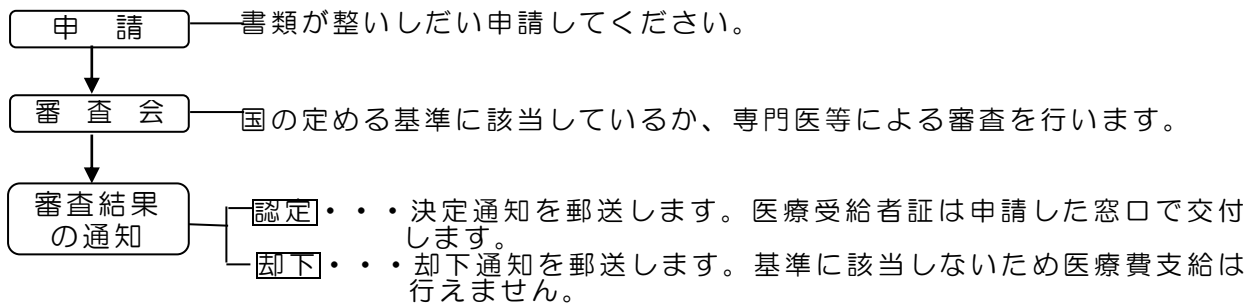 申　請　書類が整いしだい申請してください。
審　査　会　国の定める基準に該当しているか、専門医等による審査を行います。
審査結果
の通知
認定・・・決定通知を郵送します。医療受給者証は申請した窓口で交付
します。
却下・・・却下通知を郵送します。基準に該当しないため医療費支給は
行えません。